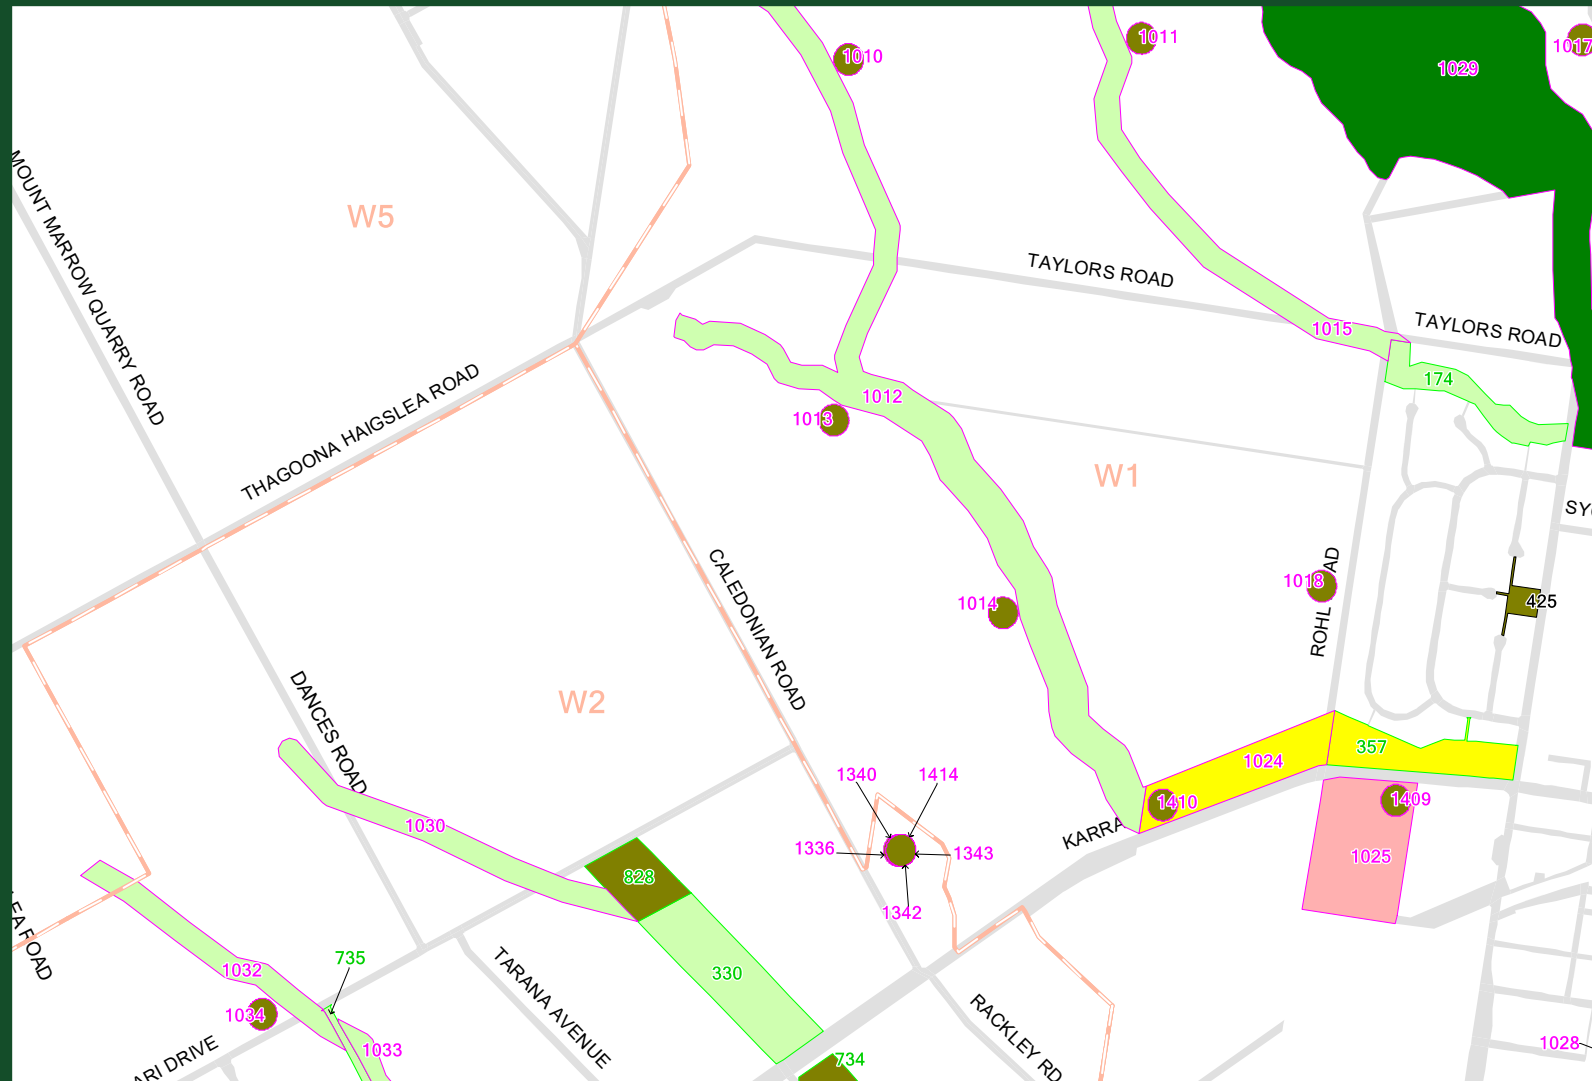 1010
1011
1017
1029
MOUNT MARROW QUARRY ROAD
W5
TAYLORS ROAD
1015
TAYLORS ROAD
174
THAGOONA HAIGSLEA ROAD
1012
1013
W1
CALEDONIAN ROAD
1018
ROHL
AD
425
1014
W2
DANCES ROAD
357
1024
1340
1414
1410
1409
KARRA
1030
1336
1343
1025
828
1342
EA ROAD
735
1032
330
TARANA AVENUE
1034
RACKLEY RD
1033
1028
ARI DRIVE
734